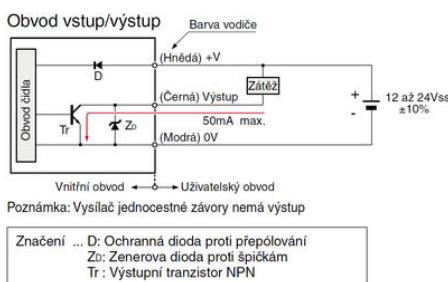 Obvod vstup/výstup
Barva vodiče
(Hnědá) +V
D
Zátěž
(Černá) Výstup
Obvod čidla
Tr
ZD
50mA max.
+
-
12 až 24Vss
±10%
(Modrá) 0V
Vnitřní obvod
Uživatelský obvod
Poznámka: Vysílač jednocestné závory nemá výstup
Značení ... D: Ochranná dioda proti přepólování
ZD: Zenerova dioda proti špičkám
Tr : Výstupní tranzistor NPN